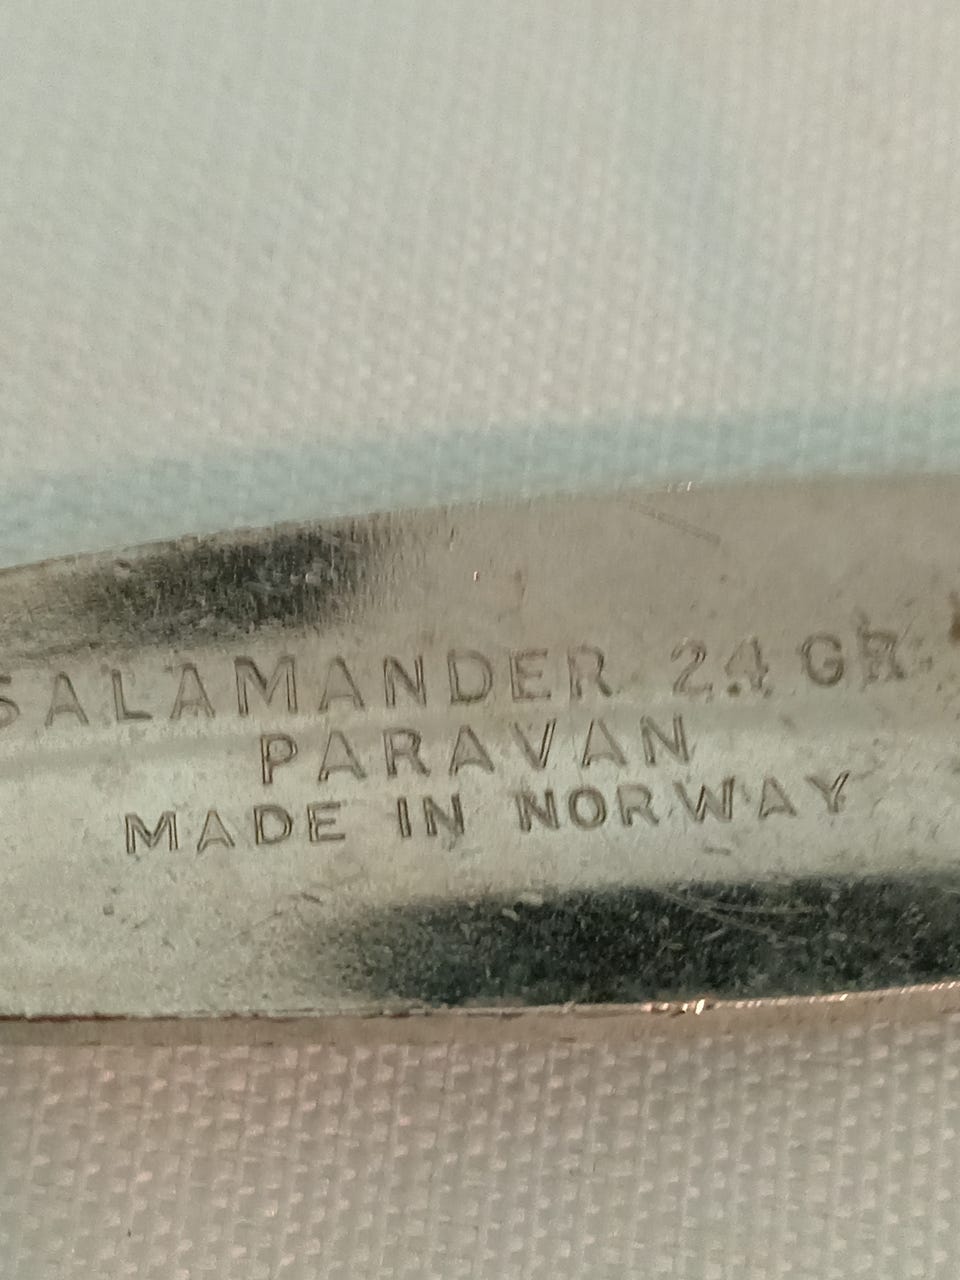 SALAMANDER 24 GR.
PARAVAN
MADE IN NORWAY